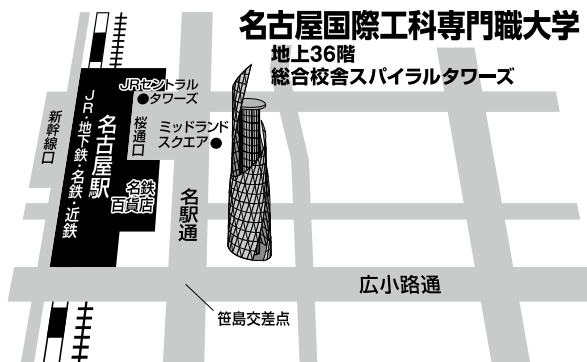 名古屋国際工科専門職大学
地上36階
総合校舎スパイラルタワーズ
JRセントラル
タワーズ
新幹線口
JR・地下鉄・名鉄・近鉄
名古屋駅
桜通口
ミッドランド
スクエア
名鉄
百貨店
名駅通
広小路通
笹島交差点